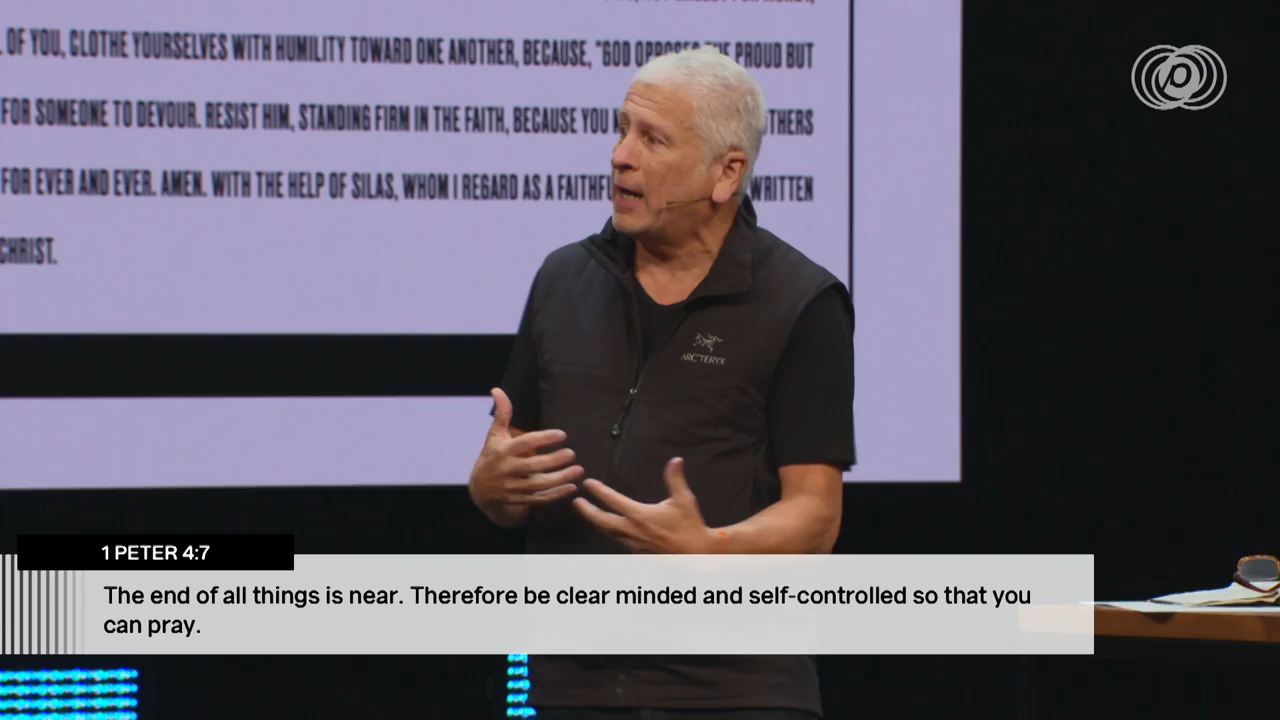 OF YOU, CLOTHE YOURSELVES WITH HUMILITY TOWARD ONE ANOTHER, BECAUSE, "GOD OPPOSES THE PROUD BUT
FOR SOMEONE TO DEVOUR. RESIST HIM, STANDING FIRM IN THE FAITH, BECAUSE YOU
FOR EVER AND EVER. AMEN. WITH THE HELP OF SILAS, WHOM I REGARD AS A WRITTEN
CHRIST.
ARC'TERYX
1 PETER 4:7
The end of all things is near. Therefore be clear minded and self-controlled so that you
can pray.